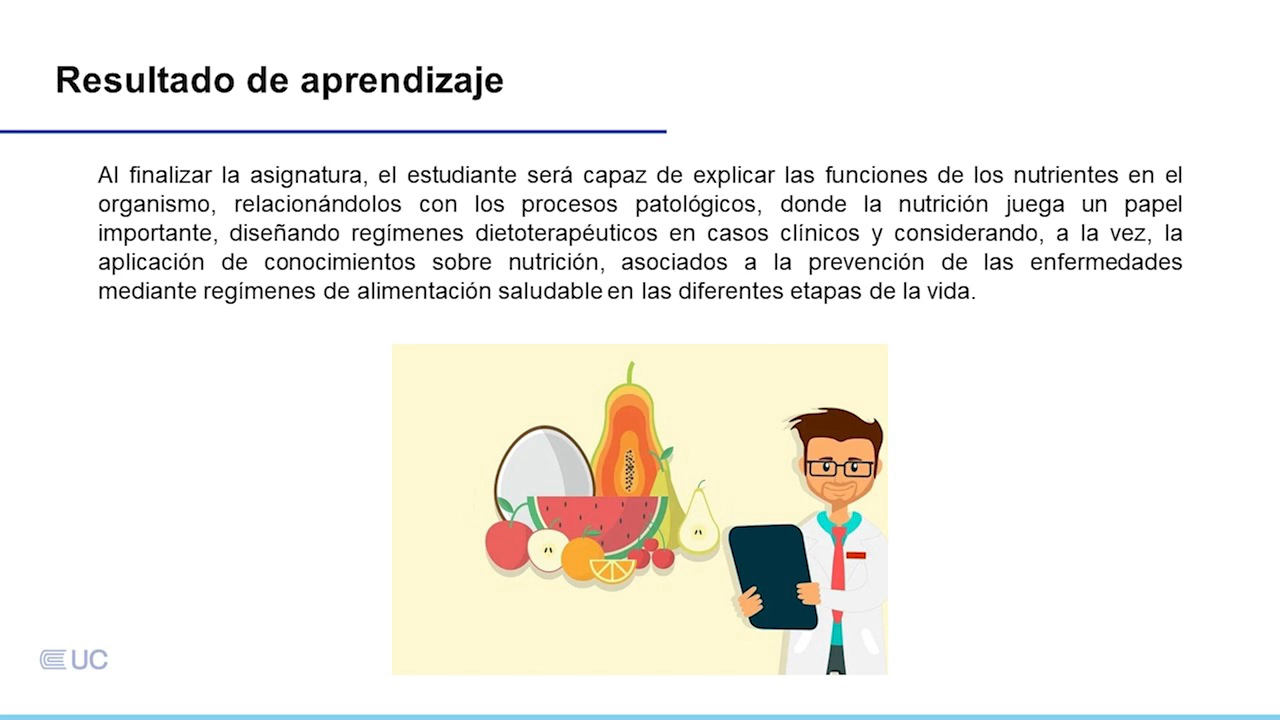 Resultado de aprendizaje
Al finalizar la asignatura, el estudiante será capaz de explicar las funciones de los nutrientes en el
organismo, relacionándolos con los procesos patológicos, donde la nutrición juega un papel
importante, diseñando regímenes dietoterapéuticos en casos clínicos y considerando, a la vez, la
aplicación de conocimientos sobre nutrición, asociados a la prevención de las enfermedades
mediante regímenes de alimentación saludable en las diferentes etapas de la vida.
UC